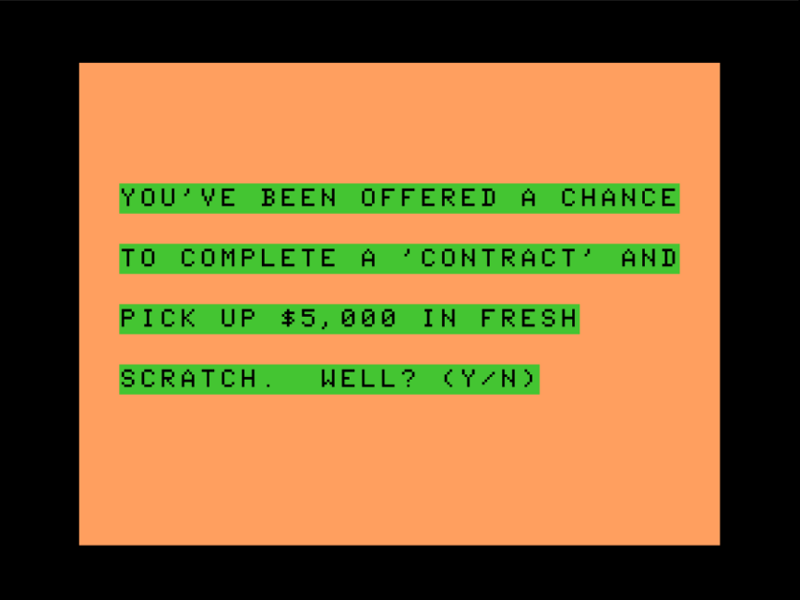 YOU'VE BEEN OFFERED A CHANCE
TO COMPLETE A 'CONTRACT' AND
PICK UP $5,000 IN FRESH
SCRATCH.  WELL? (Y/N)